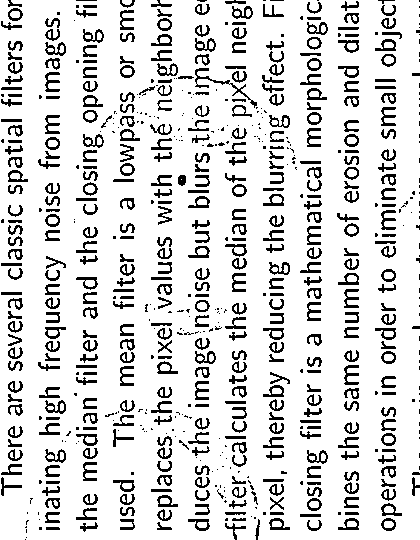 There are several classic spatial filters for
inating high frequency noise from images.
the median filter and the closing opening fil
used. The mean filter is a lowpass or smo
replaces the pixel values with the neighborh
duces the image noise but blurs the image e
filter calculates the median of the pixel neigh
pixel, thereby reducing the blurring effect. Fi
closing filter is a mathematical morphologic
bines the same number of erosion and dilat
operations in order to eliminate small object